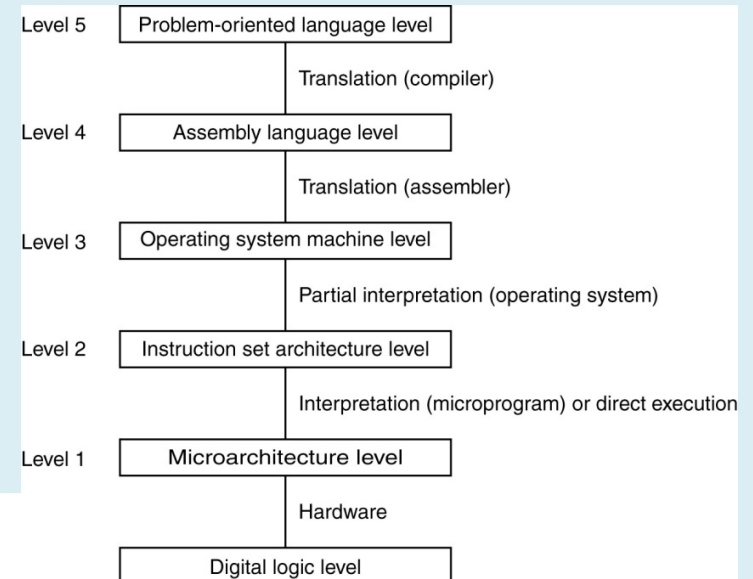 Level 5 Problem-oriented language level
Translation (compiler)
Level 4 Assembly language level
Translation (assembler)
Level 3 Operating system machine level
Partial interpretation (operating system)
Level 2 Instruction set architecture level
Interpretation (microprogram) or direct execution
Level 1 Microarchitecture level
Hardware
Digital logic level